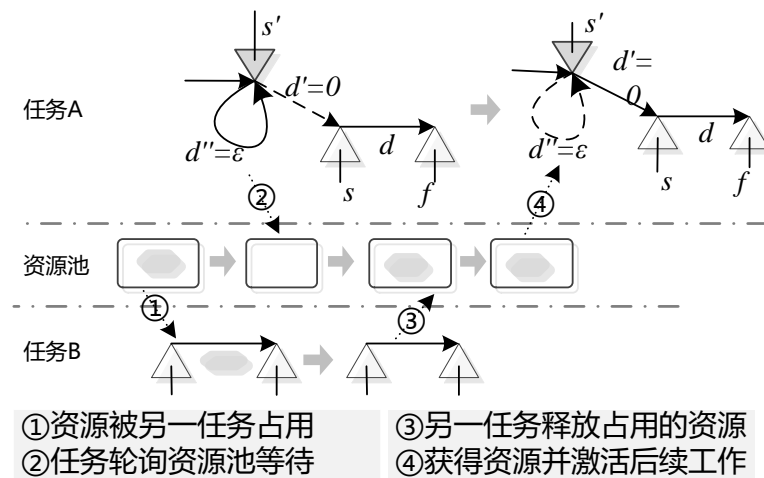 s'
s'
d'=0
d'=
0
任务A
d''=ε
d
d''=ε
d
s
f
s
f
②
④
资源池
①
③
任务B
①资源被另一任务占用
③另一任务释放占用的资源
②任务轮询资源池等待
④获得资源并激活后续工作